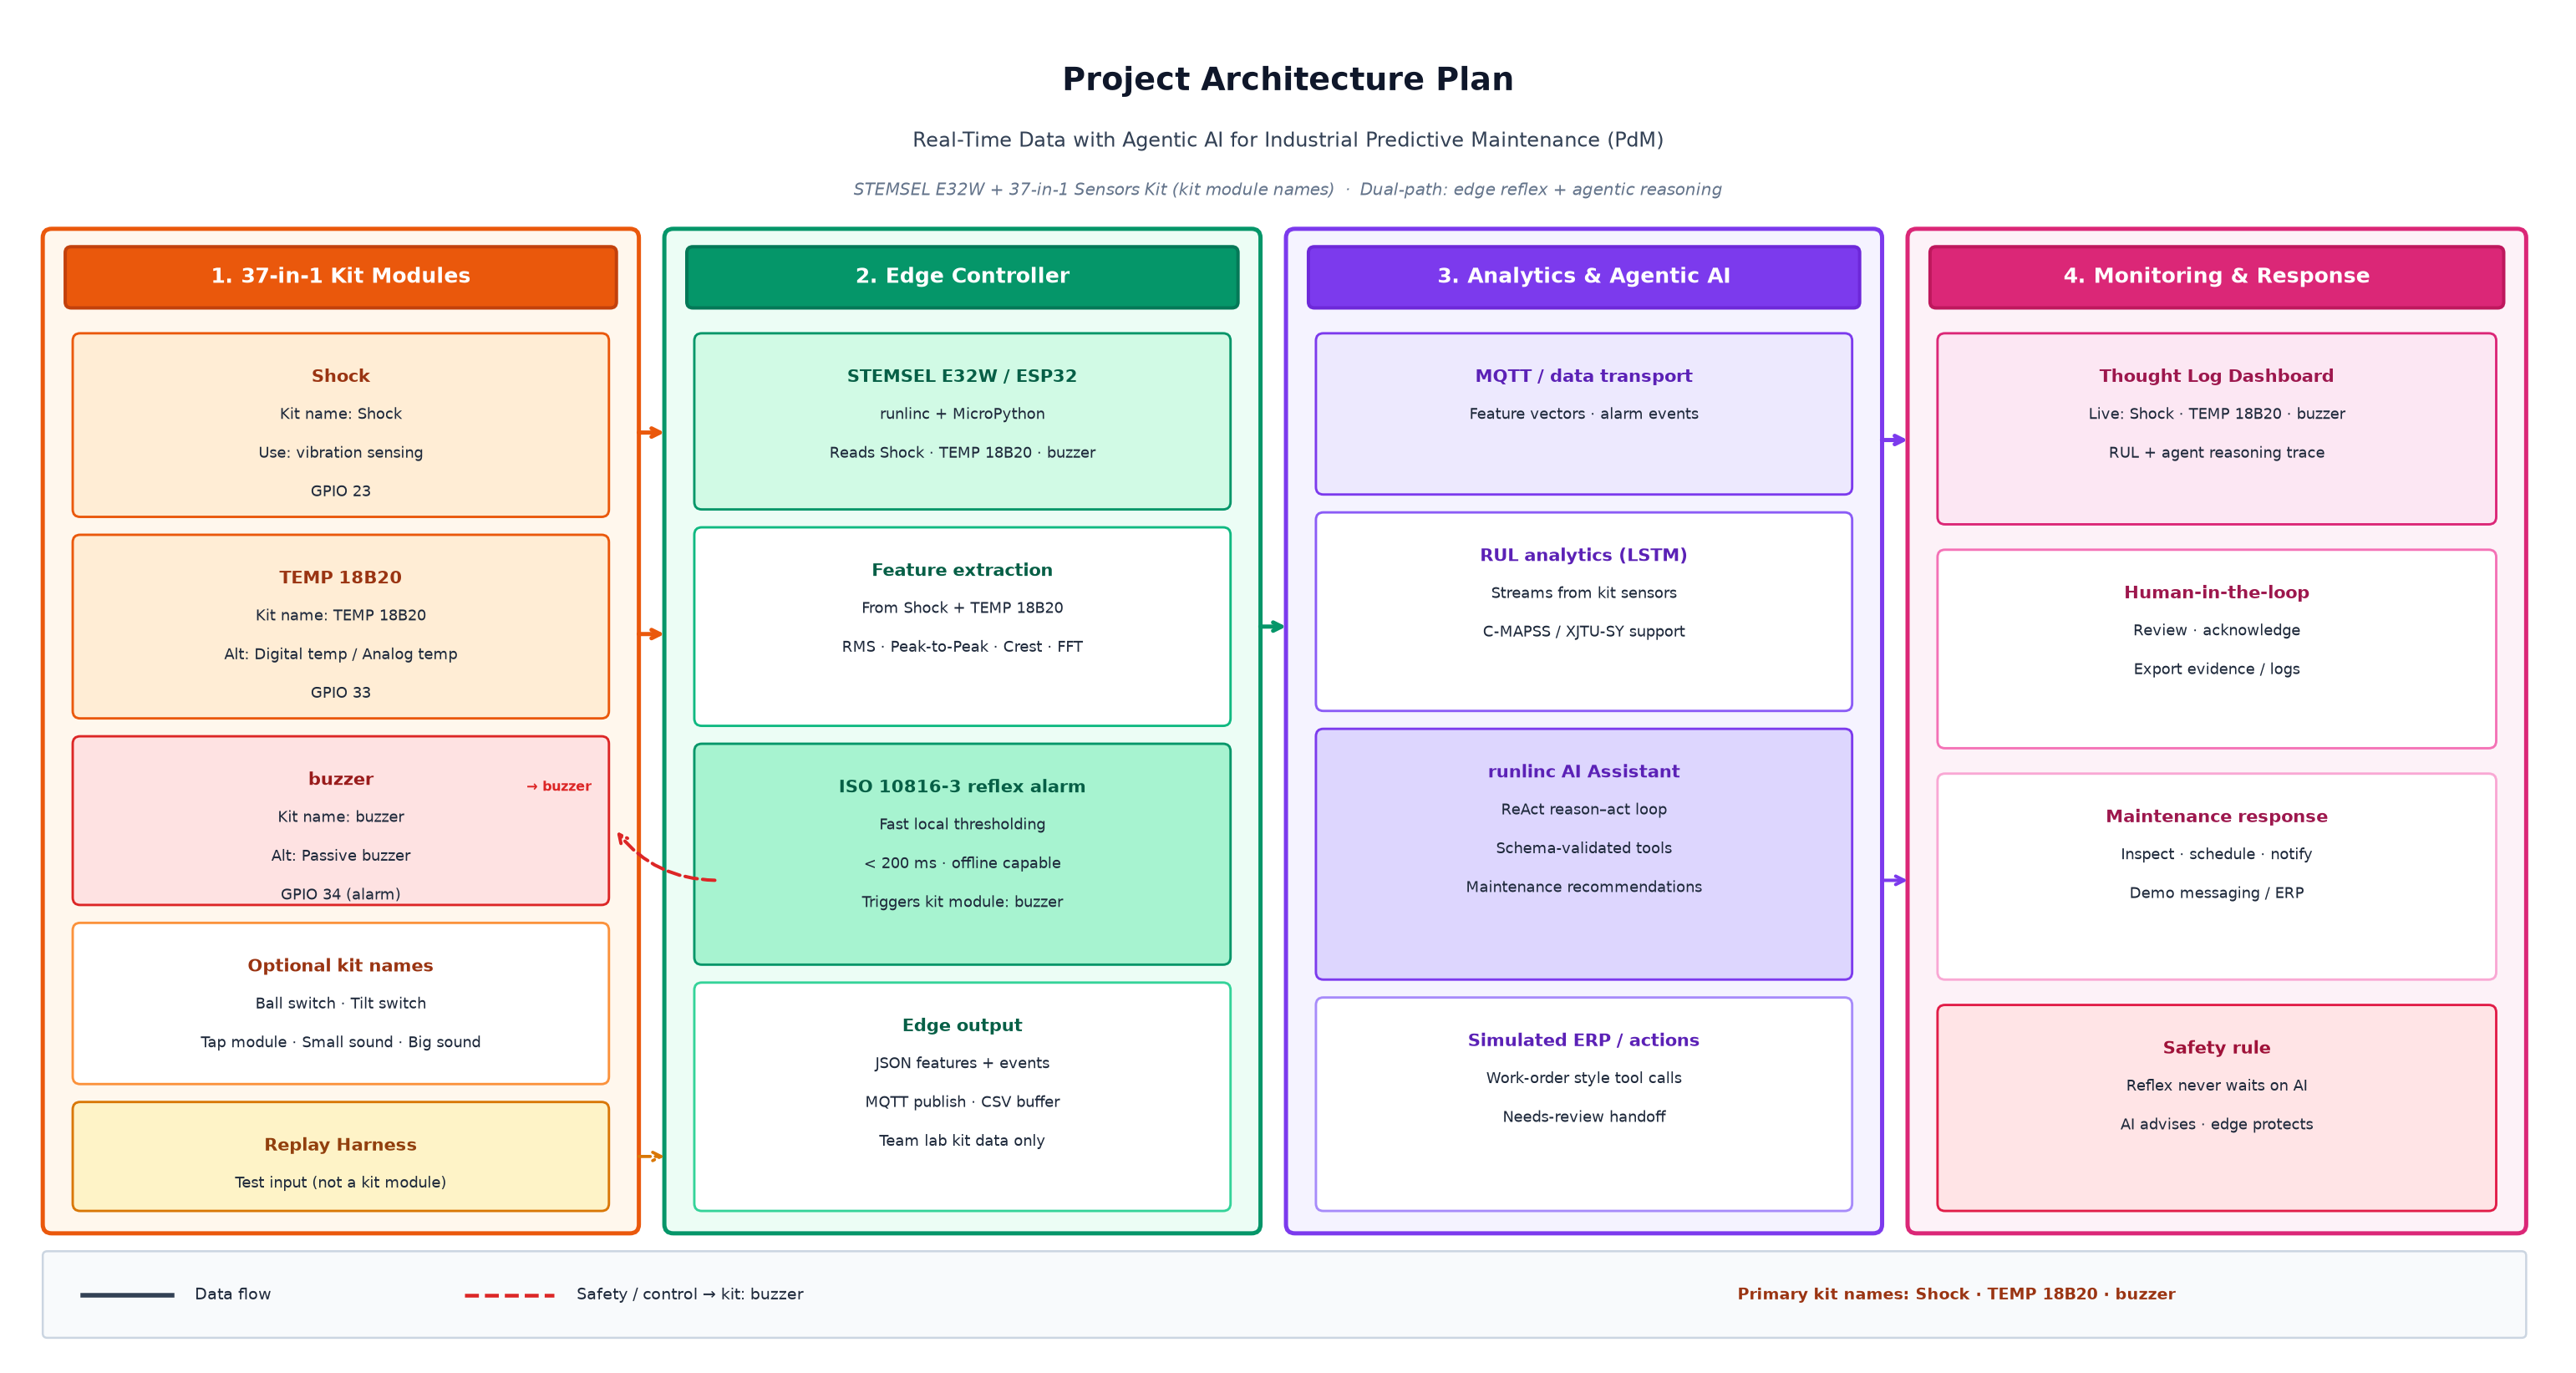 Project Architecture Plan
Real-Time Data with Agentic AI for Industrial Predictive Maintenance (PdM)
STEMSEL E32W + 37-in-1 Sensors Kit (kit module names) · Dual-path: edge reflex + agentic reasoning
1. 37-in-1 Kit Modules
Shock
Kit name: Shock
Use: vibration sensing
GPIO 23
TEMP 18B20
Kit name: TEMP 18B20
Alt: Digital temp / Analog temp
GPIO 33
buzzer
→ buzzer
Kit name: buzzer
Alt: Passive buzzer
GPIO 34 (alarm)
Optional kit names
Ball switch · Tilt switch
Tap module · Small sound · Big sound
Replay Harness
Test input (not a kit module)
2. Edge Controller
STEMSEL E32W / ESP32
runlinc + MicroPython
Reads Shock · TEMP 18B20 · buzzer
Feature extraction
From Shock + TEMP 18B20
RMS · Peak-to-Peak · Crest · FFT
ISO 10816-3 reflex alarm
Fast local thresholding
< 200 ms · offline capable
Triggers kit module: buzzer
Edge output
JSON features + events
MQTT publish · CSV buffer
Team lab kit data only
3. Analytics & Agentic AI
MQTT / data transport
Feature vectors · alarm events
RUL analytics (LSTM)
Streams from kit sensors
C-MAPSS / XJTU-SY support
runlinc AI Assistant
ReAct reason–act loop
Schema-validated tools
Maintenance recommendations
Simulated ERP / actions
Work-order style tool calls
Needs-review handoff
4. Monitoring & Response
Thought Log Dashboard
Live: Shock · TEMP 18B20 · buzzer
RUL + agent reasoning trace
Human-in-the-loop
Review · acknowledge
Export evidence / logs
Maintenance response
Inspect · schedule · notify
Demo messaging / ERP
Safety rule
Reflex never waits on AI
AI advises · edge protects
Data flow
Safety / control → kit: buzzer
Primary kit names: Shock · TEMP 18B20 · buzzer